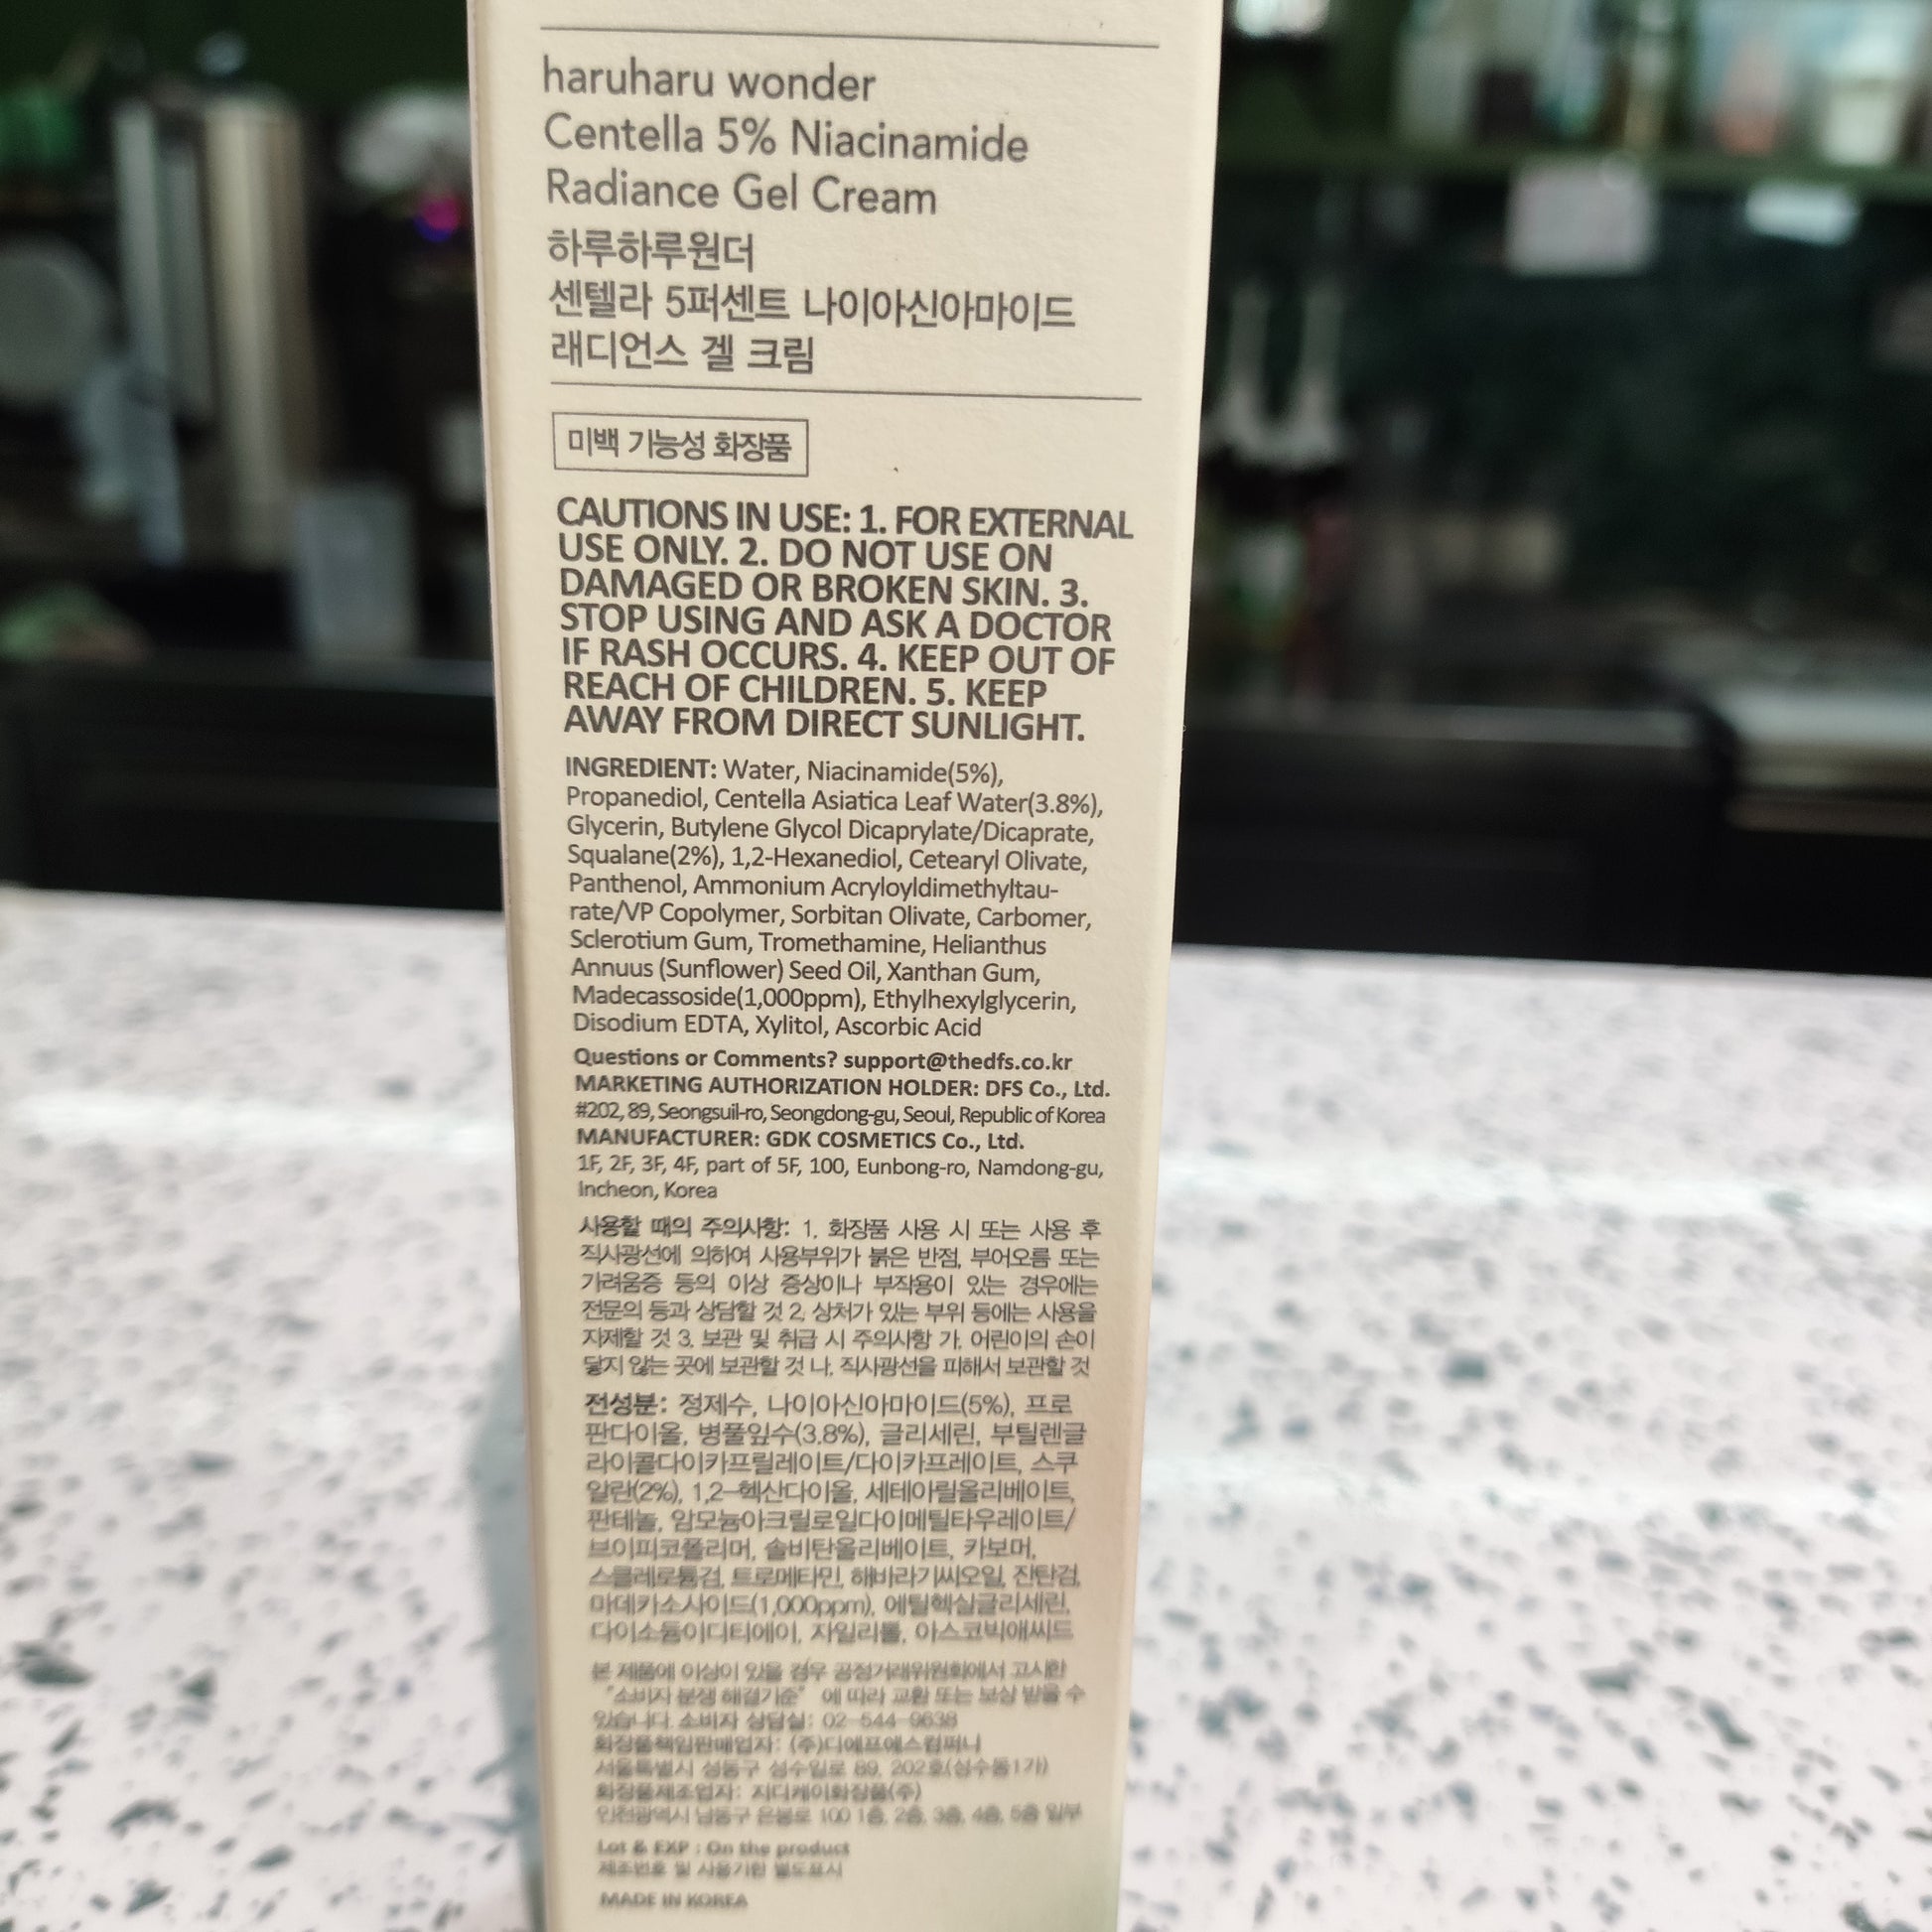 haruharu wonder
Centella 5% Niacinamide
Radiance Gel Cream
하루하루원더
센텔라 5퍼센트 나이아신아마이드
래디언스 겔 크림
미백 기능성 화장품
CAUTIONS IN USE: 1. FOR EXTERNAL
USE ONLY. 2. DO NOT USE ON
DAMAGED OR BROKEN SKIN. 3.
STOP USING AND ASK A DOCTOR
IF RASH OCCURS. 4. KEEP OUT OF
REACH OF CHILDREN. 5. KEEP
AWAY FROM DIRECT SUNLIGHT.
INGREDIENT: Water, Niacinamide(5%),
Propanediol, Centella Asiatica Leaf Water(3.8%),
Glycerin, Butylene Glycol Dicaprylate/Dicaprate,
Squalane(2%), 1,2-Hexanediol, Cetearyl Olivate,
Panthenol, Ammonium Acryloyldimethyltau-
rate/VP Copolymer, Sorbitan Olivate, Carbomer,
Sclerotium Gum, Tromethamine, Helianthus
Annuus (Sunflower) Seed Oil, Xanthan Gum,
Madecassoside(1,000ppm), Ethylhexylglycerin,
Disodium EDTA, Xylitol, Ascorbic Acid
Questions or Comments? support@thedfs.co.kr
MARKETING AUTHORIZATION HOLDER: DFS Co., Ltd.
#202, 89, Seongsuil-ro, Seongdong-gu, Seoul, Republic of Korea
MANUFACTURER: GDK COSMETICS Co., Ltd.
1F, 2F, 3F, 4F, part of 5F, 100, Eunbong-ro, Namdong-gu,
Incheon, Korea
사용할 때의 주의사항: 1. 화장품 사용 시 또는 사용 후
직사광선에 의하여 사용부위가 붉은 반점, 부어오름 또는
가려움증 등의 이상 증상이나 부작용이 있는 경우에는
전문의 등과 상담할 것 2. 상처가 있는 부위 등에는 사용을
자제할 것 3. 보관 및 취급 시 주의사항 가. 어린이의 손이
닿지 않는 곳에 보관할 것 나. 직사광선을 피해서 보관할 것
전성분: 정제수, 나이아신아마이드(5%), 프로
판다이올, 병풀잎수(3.8%), 글리세린, 부틸렌글
라이콜다이카프릴레이트/다이카프레이트, 스쿠
알란(2%), 1,2-헥산다이올, 세테아릴올리베이트,
판테놀, 암모늄아크릴로일다이메틸타우레이트/
브이피코폴리머, 솔비탄올리베이트, 카보머,
스클레로튬검, 트로메타민, 해바라기씨오일, 잔탄검,
마데카소사이드(1,000ppm), 에틸헥실글리세린,
다이소듐이디티에이, 자일리톨, 아스코빅애씨드
본 제품에 이상이 있을 경우 공정거래위원회에서 고시한
"소비자 분쟁 해결기준" 에 따라 교환 또는 보상 받을 수
있습니다. 소비자 상담실: 02-544-9638
화장품책임판매업자: (주)디에프에스컴퍼니
서울특별시 성동구 성수일로 89, 202호(성수동1가)
화장품제조업자: 지디케이화장품(주)
인천광역시 남동구 은봉로 100 1층, 2층, 3층, 4층, 5층 일부
Lot & EXP : On the product
제조번호 및 사용기한 별도표시
MADE IN KOREA